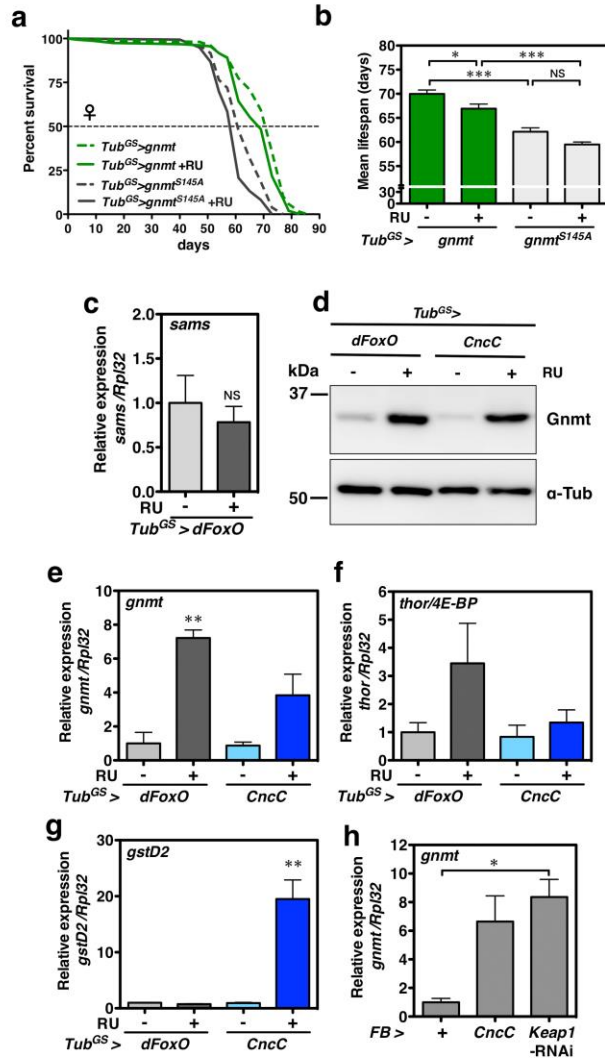 a
Percent survival
100
75
50
25
0
♀
Tub^GS>gnmt
Tub^GS>gnmt +RU
Tub^GS>gnmt^S145A
Tub^GS>gnmt^S145A +RU
0 10 20 30 40 50 60 70 80 90
days
b
Mean lifespan (days)
80
75
70
65
60
55
30
0
* ***
*** NS
RU - + - +
Tub^GS> gnmt gnmt^S145A
c
sams
Relative expression
sams /Rpl32
1.5
1.0
0.5
0.0
NS
- +
RU
Tub^GS > dFoxO
d
Tub^GS>
dFoxO CncC
kDa - + - + RU
37
Gnmt
50
α-Tub
e
gnmt
Relative expression
gnmt /Rpl32
10
8
6
4
2
0
**
RU - + - +
Tub^GS > dFoxO CncC
f
thor/4E-BP
Relative expression
thor /Rpl32
6
5
4
3
2
1
0
RU - + - +
Tub^GS > dFoxO CncC
g
gstD2
Relative expression
gstD2 /Rpl32
30
20
10
0
**
RU - + - +
Tub^GS > dFoxO CncC
h
gnmt
Relative expression
gnmt /Rpl32
12
10
8
6
4
2
0
*
FB > + CncC Keap1
-RNAi